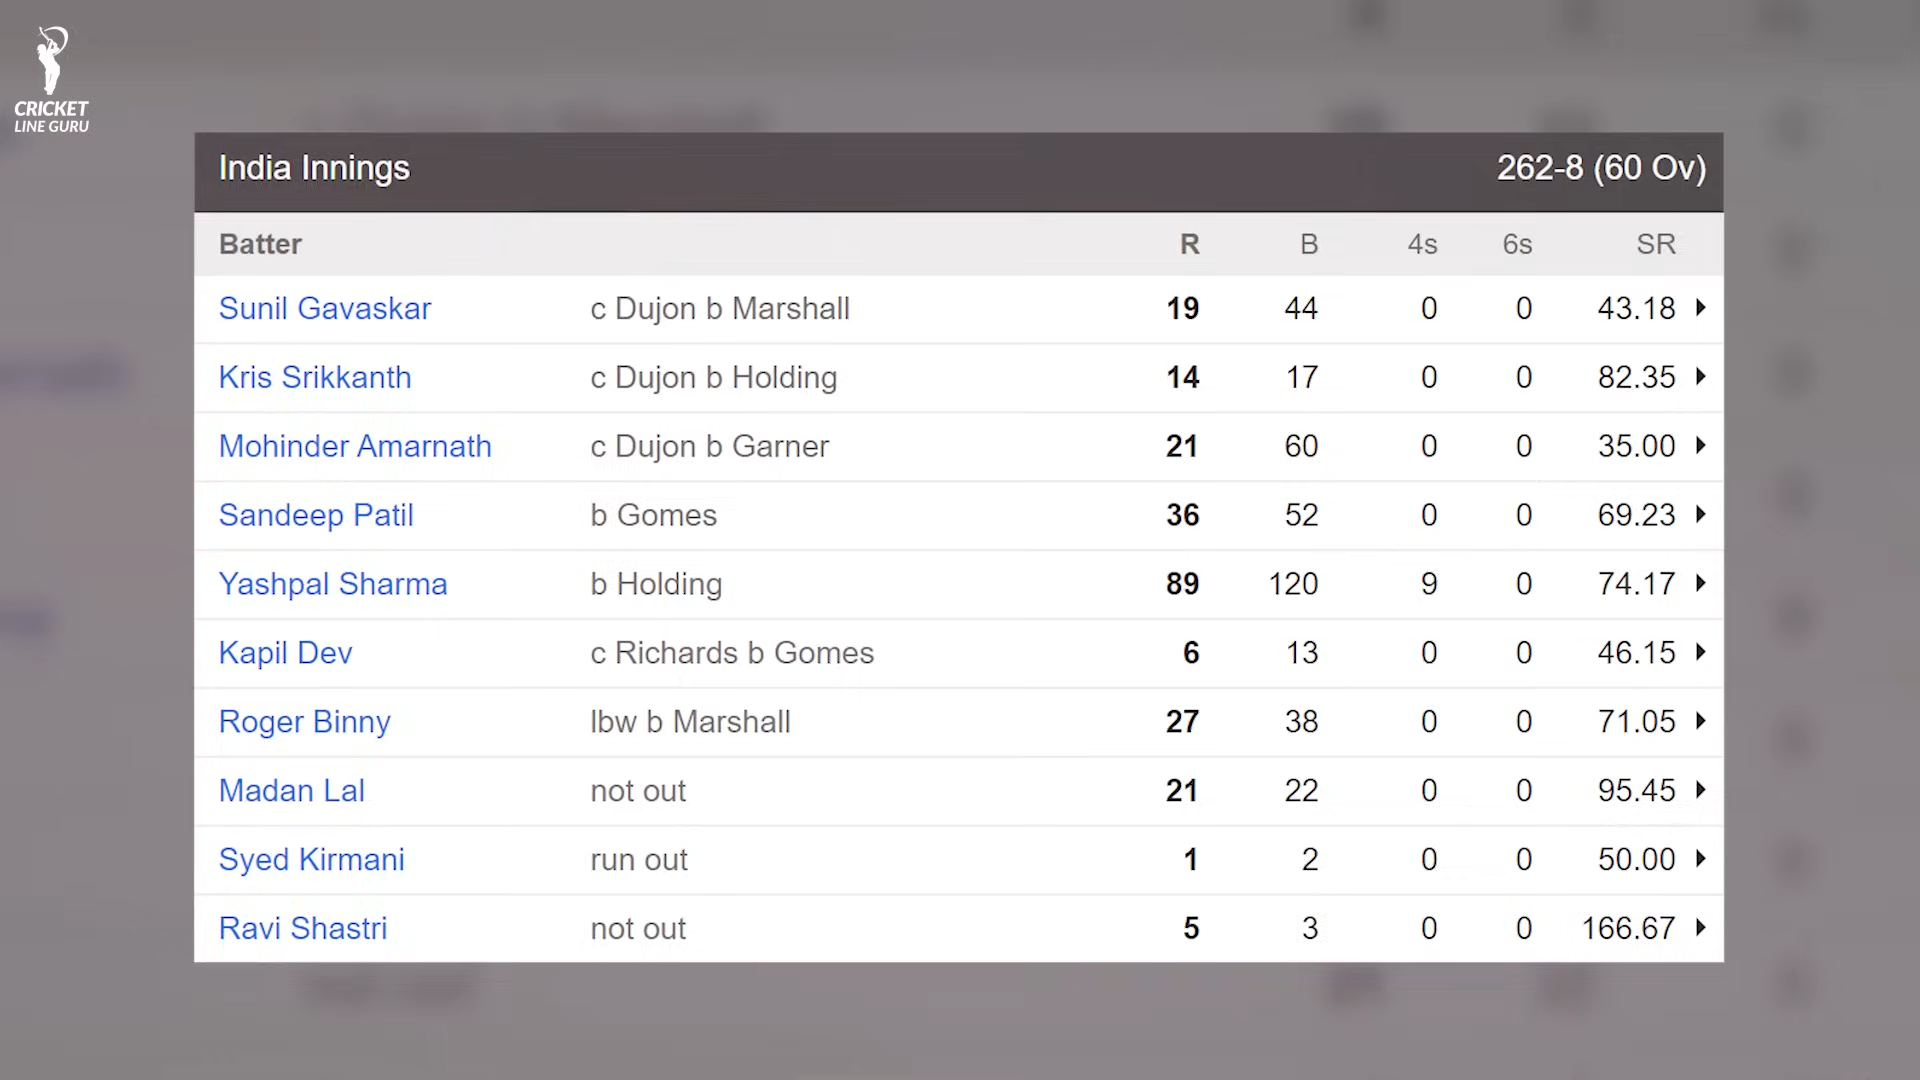 CRICKET
LINE GURU
India Innings 262-8 (60 Ov)
Batter R B 4s 6s SR
Sunil Gavaskar c Dujon b Marshall 19 44 0 0 43.18
Kris Srikkanth c Dujon b Holding 14 17 0 0 82.35
Mohinder Amarnath c Dujon b Garner 21 60 0 0 35.00
Sandeep Patil b Gomes 36 52 0 0 69.23
Yashpal Sharma b Holding 89 120 9 0 74.17
Kapil Dev c Richards b Gomes 6 13 0 0 46.15
Roger Binny lbw b Marshall 27 38 0 0 71.05
Madan Lal not out 21 22 0 0 95.45
Syed Kirmani run out 1 2 0 0 50.00
Ravi Shastri not out 5 3 0 0 166.67